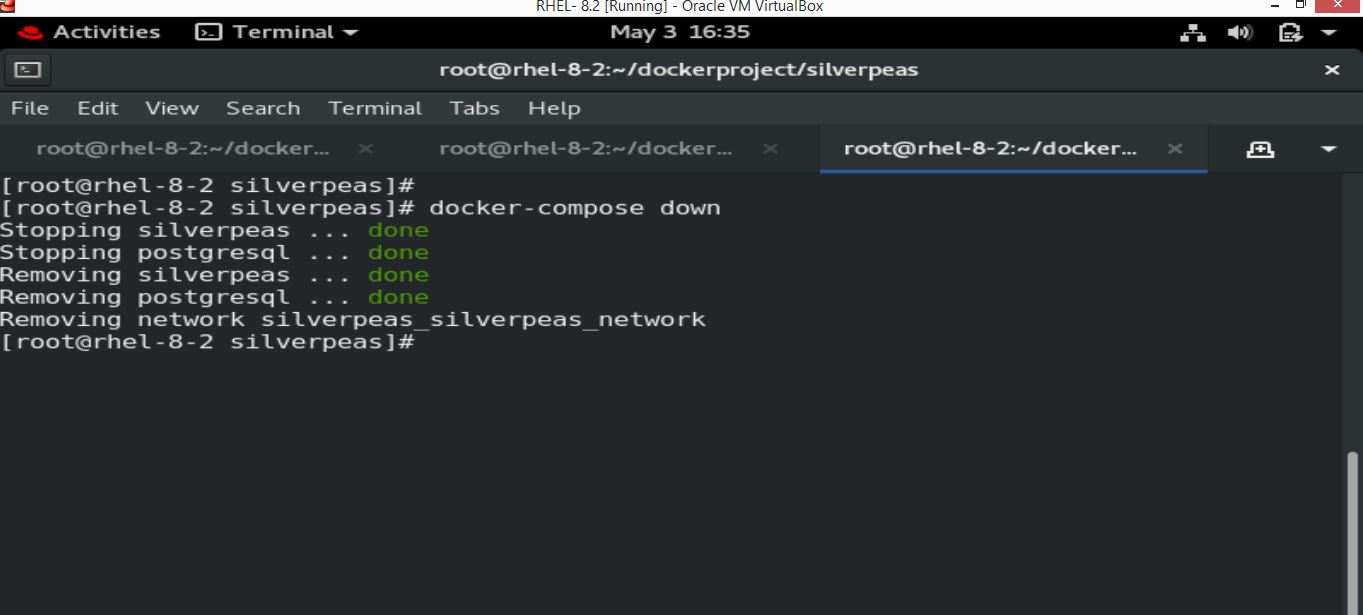 RHEL- 8.2 [Running] - Oracle VM VirtualBox
Activities Terminal May 3 16:35
root@rhel-8-2:~/dockerproject/silverpeas
File Edit View Search Terminal Tabs Help
root@rhel-8-2:~/docker... root@rhel-8-2:~/docker... root@rhel-8-2:~/docker...
[root@rhel-8-2 silverpeas]#
[root@rhel-8-2 silverpeas]# docker-compose down
Stopping silverpeas ... done
Stopping postgresql ... done
Removing silverpeas ... done
Removing postgresql ... done
Removing network silverpeas_silverpeas_network
[root@rhel-8-2 silverpeas]#